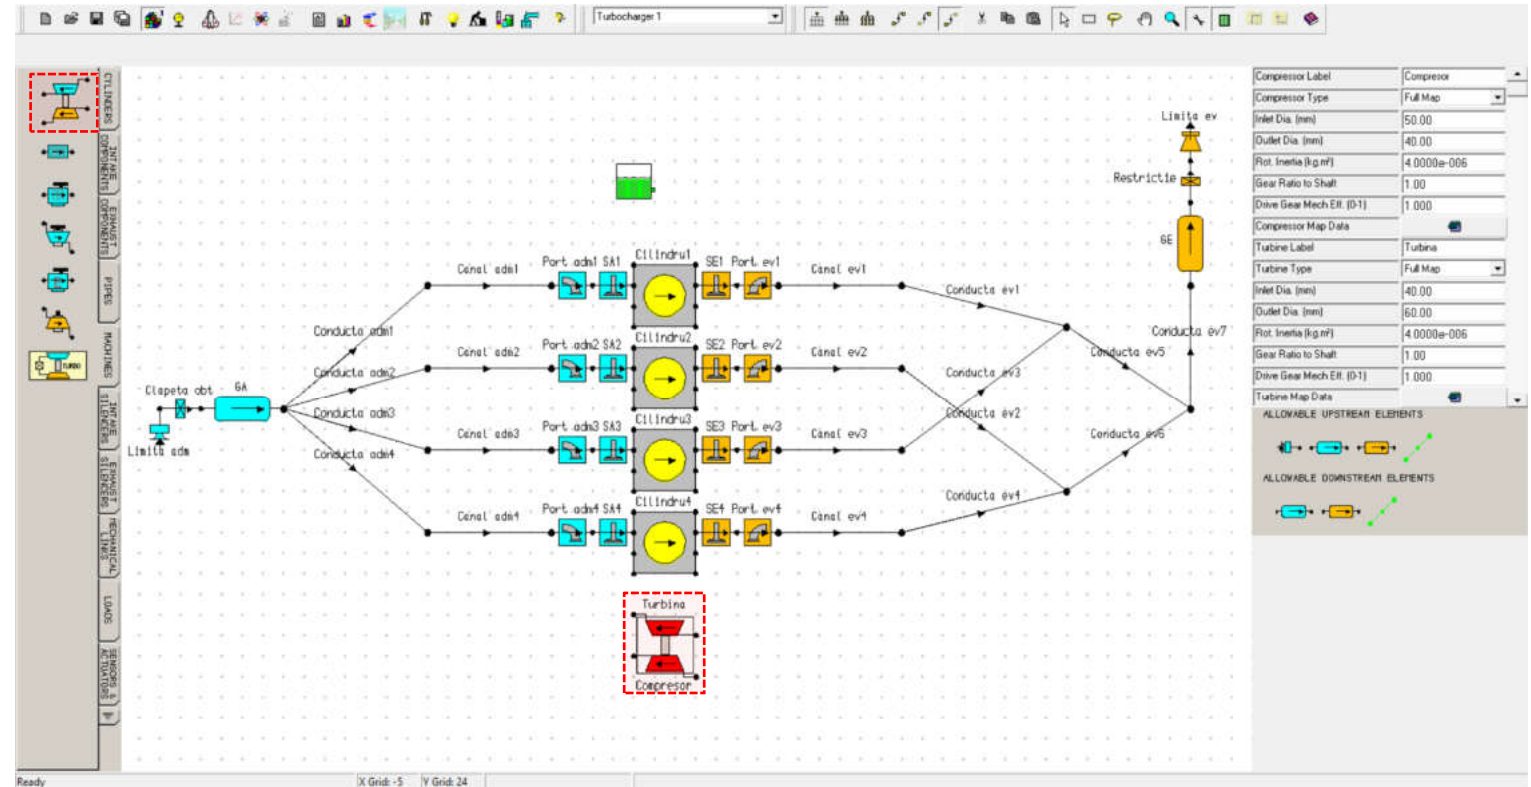 Turbocharger 1
CYLINDERS
INTAKE COMPONENTS
EXHAUST COMPONENTS
PIPES
MACHINES
INTAKE SILENCERS
EXHAUST SILENCERS
MECHANICAL LINKS
LOADS
SENSORS & ACTUATORS
TURBO
Limita ev
Restrictie
GE
Cilindru1
Port adm1 SA1
SE1 Port ev1
Canal adm1
Canal ev1
Conducta ev1
Conducta adm1
Conducta ev7
Cilindru2
Port adm2 SA2
SE2 Port ev2
Canal adm2
Canal ev2
Conducta ev5
Conducta adm2
Conducta ev3
Clapeta obt
GA
Conducta adm3
Conducta ev2
Cilindru3
Port adm3 SA3
SE3 Port ev3
Canal adm3
Canal ev3
Conducta ev6
Limita adm
Conducta adm4
Conducta ev4
Cilindru4
Port adm4 SA4
SE4 Port ev4
Canal adm4
Canal ev4
Turbina
Compresor
Compressor Label Compresor
Compressor Type Full Map
Inlet Dia. (mm) 50.00
Outlet Dia. (mm) 40.00
Rot. Inertia (kg.m²) 4.0000e-006
Gear Ratio to Shaft 1.00
Drive Gear Mech Eff. (0-1) 1.000
Compressor Map Data
Turbine Label Turbina
Turbine Type Full Map
Inlet Dia. (mm) 40.00
Outlet Dia. (mm) 60.00
Rot. Inertia (kg.m²) 4.0000e-006
Gear Ratio to Shaft 1.00
Drive Gear Mech Eff. (0-1) 1.000
Turbine Map Data
ALLOWABLE UPSTREAM ELEMENTS
ALLOWABLE DOWNSTREAM ELEMENTS
Ready
X Grid: -5
Y Grid: 24